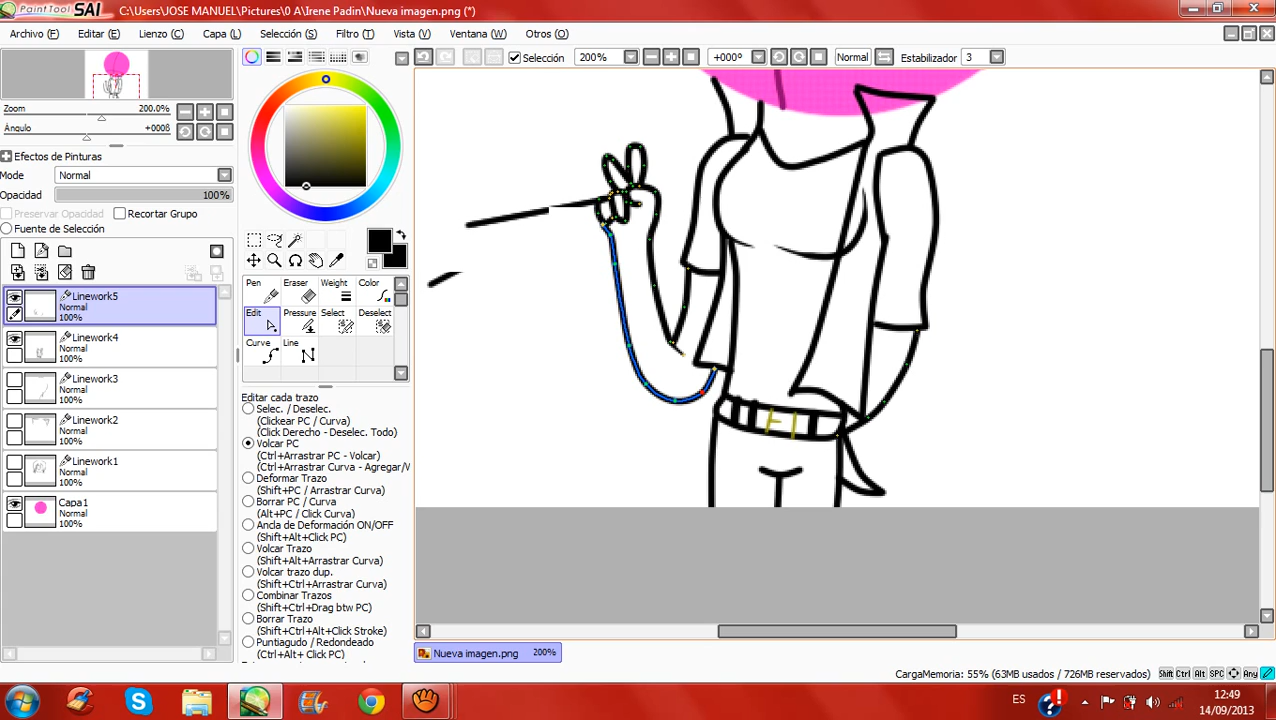 PaintTool SAI C:\Users\JOSE MANUEL\Pictures\0 A\Irene Padin\Nueva imagen.png (*)
Archivo (F) Editar (E) Lienzo (C) Capa (L) Selección (S) Filtro (T) Vista (V) Ventana (W) Otros (O)
Selección 200% +000º Normal Estabilizador 3
Zoom 200.0%
Ángulo +000º
Efectos de Pinturas
Modo Normal
Opacidad 100%
Preservar Opacidad Recortar Grupo
Fuente de Selección
Linework5
Normal
100%
Linework4
Normal
100%
Linework3
Normal
100%
Linework2
Normal
100%
Linework1
Normal
100%
Capa1
Normal
100%
Pen Eraser Weight Color
Edit Pressure Select Deselect
Curve Line
Editar cada trazo
Selec. / Deselec.
(Clickear PC / Curva)
(Click Derecho - Deselec. Todo)
Volcar PC
(Ctrl+Arrastrar PC - Volcar)
(Ctrl+Arrastrar Curva - Agregar/V
Deformar Trazo
(Shift+PC / Arrastrar Curva)
Borrar PC / Curva
(Alt+PC / Click Curva)
Ancla de Deformación ON/OFF
(Shift+Alt+Click PC)
Volcar Trazo
(Shift+Alt+Arrastrar Curva)
Volcar trazo dup.
(Shift+Ctrl+Arrastrar Curva)
Combinar Trazos
(Shift+Ctrl+Drag btw PC)
Borrar Trazo
(Shift+Ctrl+Alt+Click Stroke)
Puntiagudo / Redondeado
(Ctrl+Alt+ Click PC)
Nueva imagen.png 200%
CargaMemoria: 55% (63MB usados / 726MB reservados)
Shift Ctrl Alt SPC Any
ES
12:49
14/09/2013